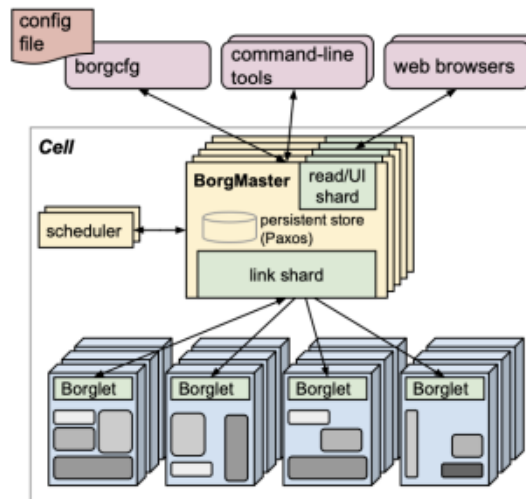 config
file
borgcfg
command-line
tools
web browsers
Cell
BorgMaster
read/UI
shard
persistent store
(Paxos)
scheduler
link shard
Borglet
Borglet
Borglet
Borglet